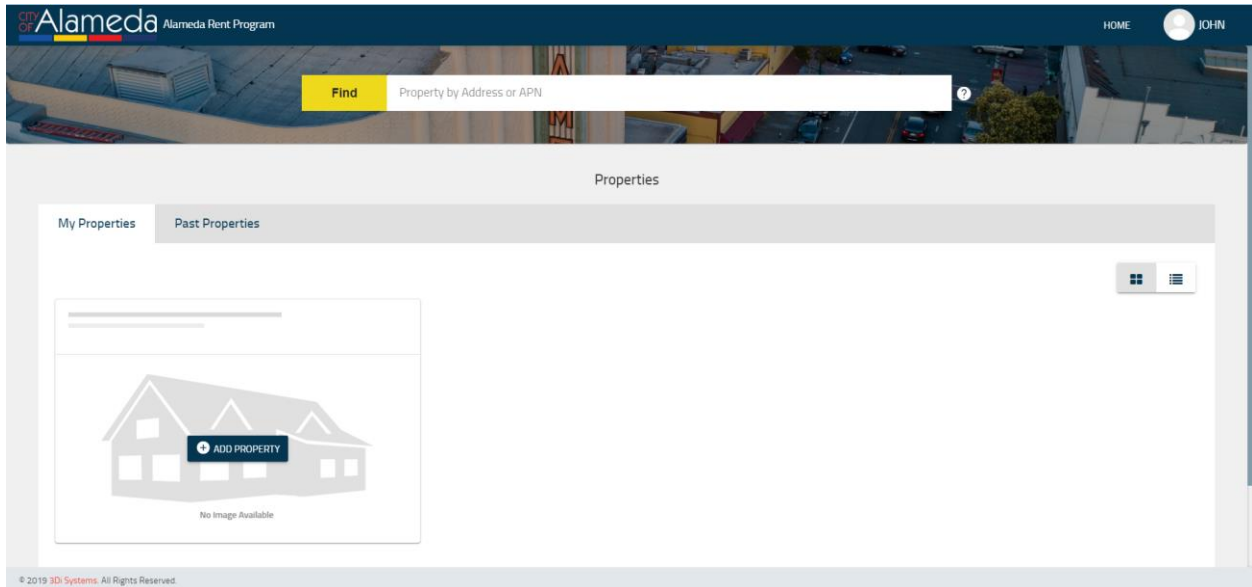 CITY OF Alameda Alameda Rent Program HOME JOHN
Find Property by Address or APN ?
Properties
My Properties Past Properties
ADD PROPERTY
No Image Available
© 2019 3Di Systems. All Rights Reserved.